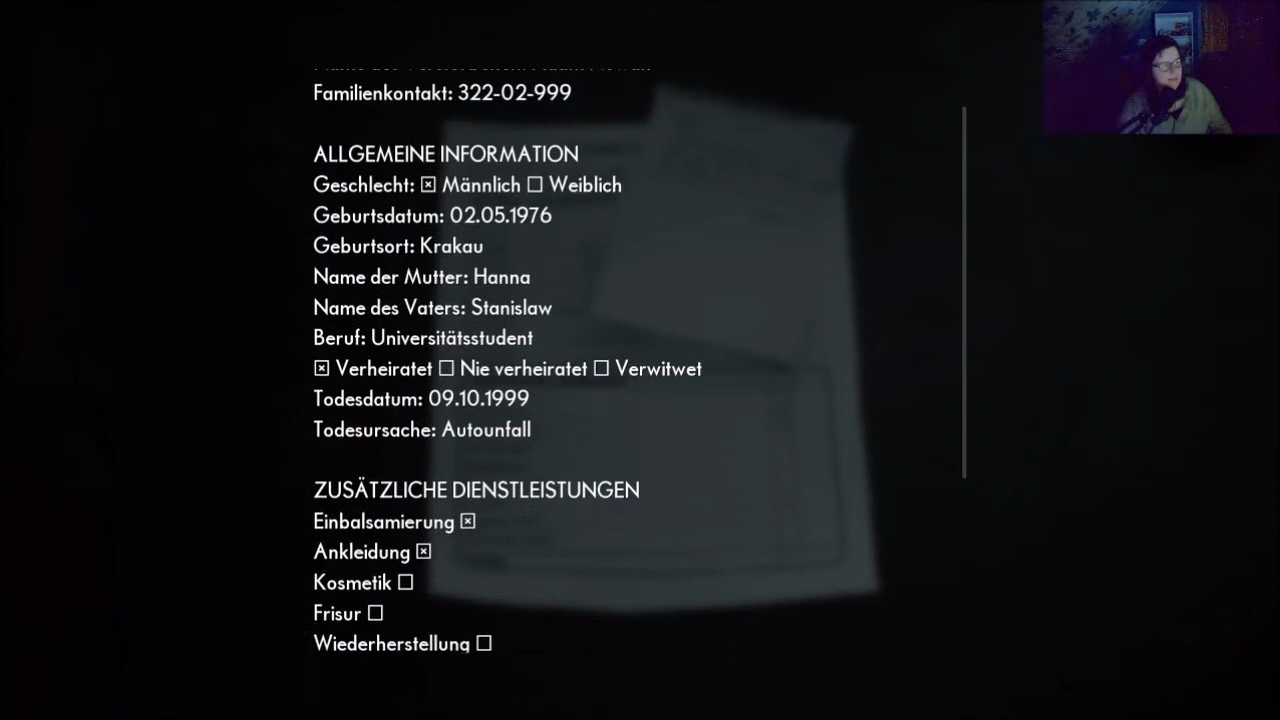 Familienkontakt: 322-02-999
ALLGEMEINE INFORMATION
Geschlecht: ☒ Männlich ☐ Weiblich
Geburtsdatum: 02.05.1976
Geburtsort: Krakau
Name der Mutter: Hanna
Name des Vaters: Stanislaw
Beruf: Universitätsstudent
☒ Verheiratet ☐ Nie verheiratet ☐ Verwitwet
Todesdatum: 09.10.1999
Todesursache: Autounfall
ZUSÄTZLICHE DIENSTLEISTUNGEN
Einbalsamierung ☒
Ankleidung ☒
Kosmetik ☐
Frisur ☐
Wiederherstellung ☐